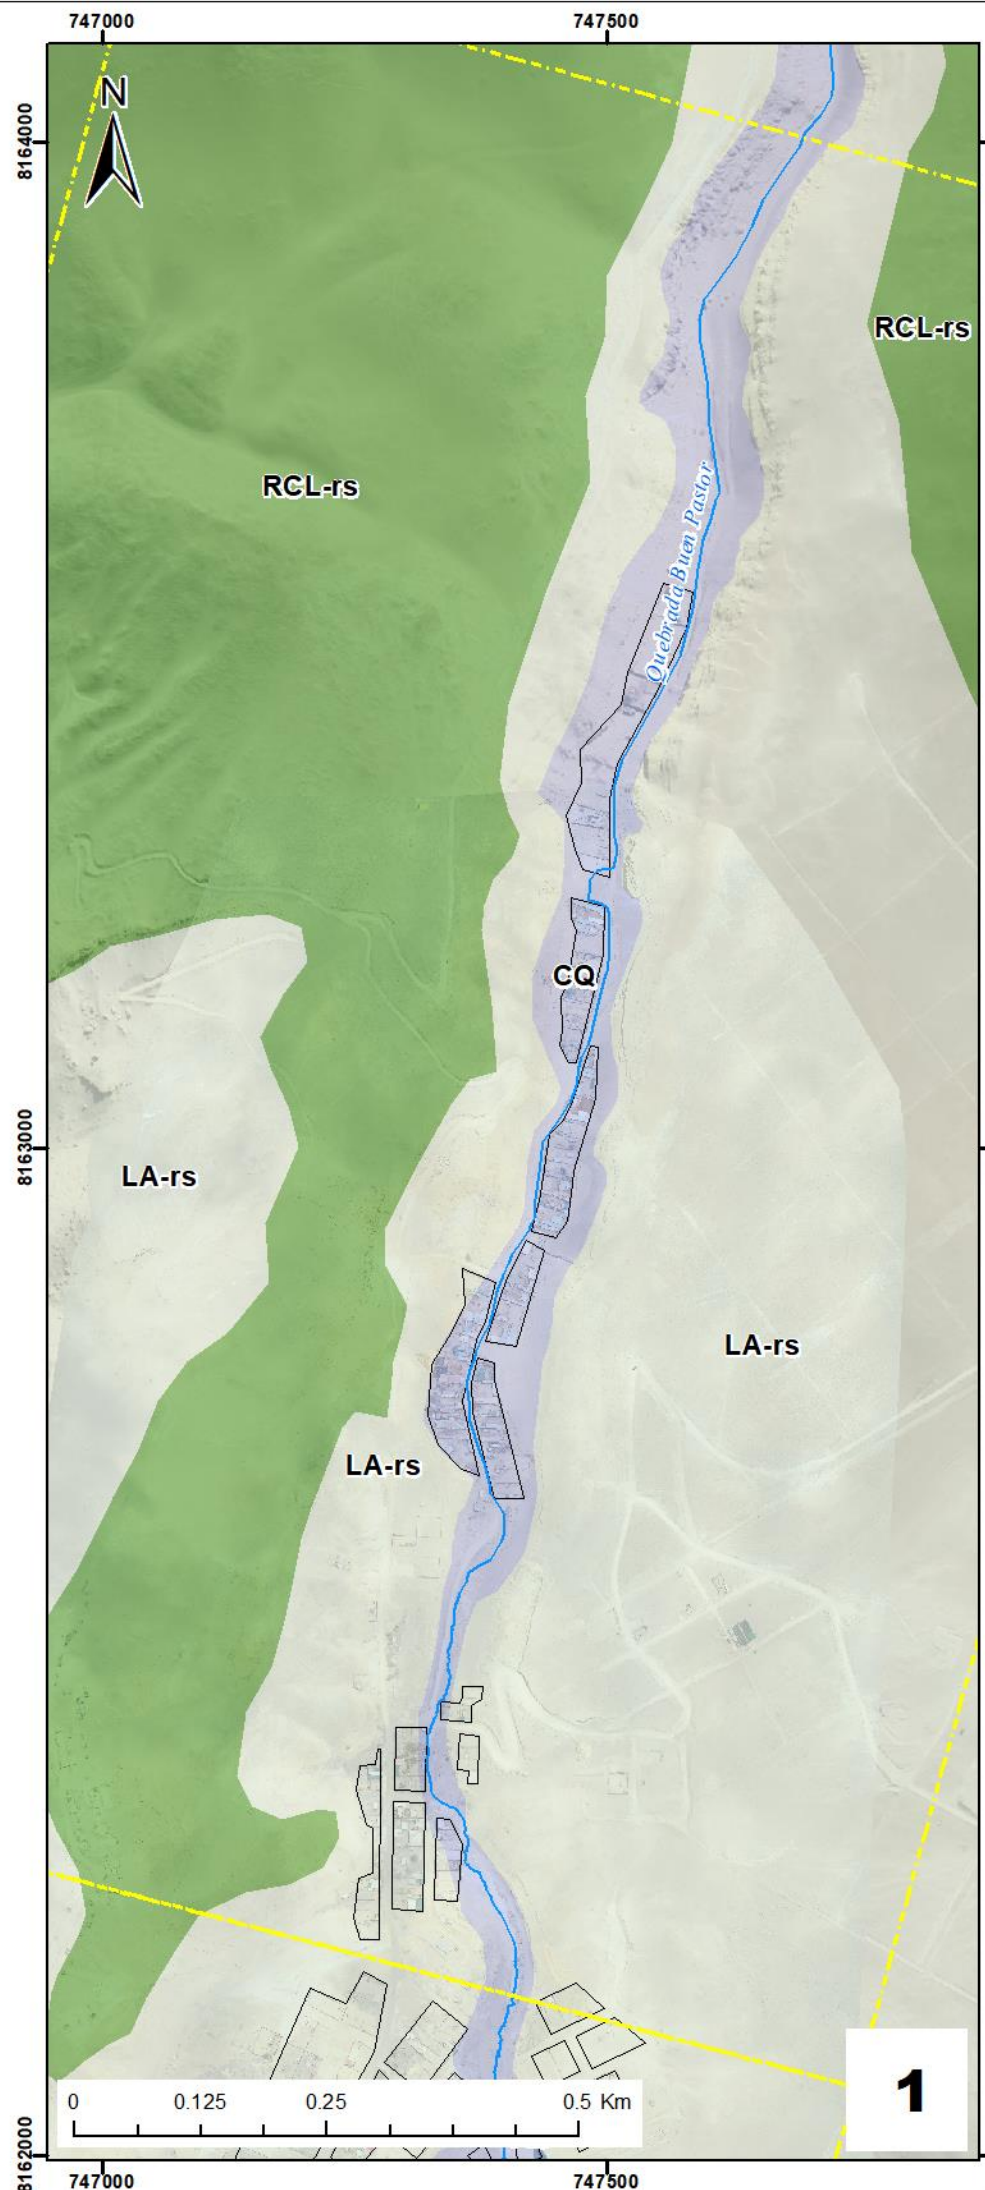 747000 747500
N
8164000
RCL-rs
RCL-rs
Quebrada Buen Pastor
CQ
8163000
LA-rs
LA-rs
LA-rs
1
0 0.125 0.25 0.5 Km
8162000
747000 747500